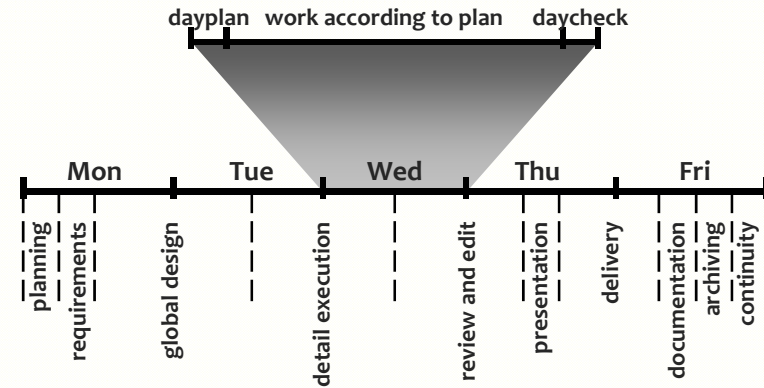 dayplan work according to plan daycheck
Mon Tue Wed Thu Fri
planning
requirements
global design
detail execution
review and edit
presentation
delivery
documentation
archiving
continuity